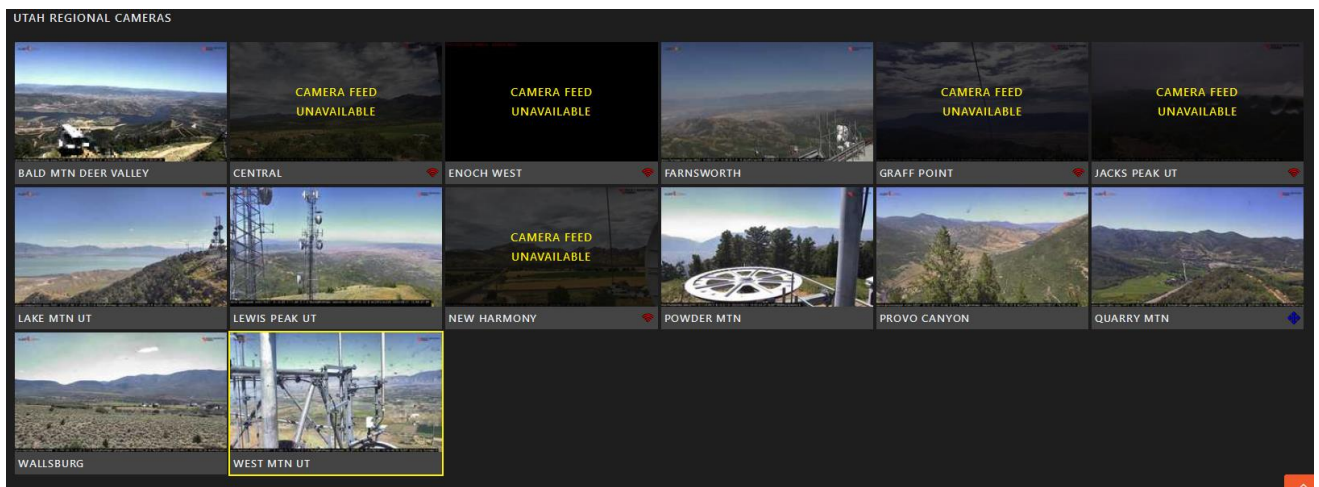 UTAH REGIONAL CAMERAS
CAMERA FEED
UNAVAILABLE
CAMERA FEED
UNAVAILABLE
CAMERA FEED
UNAVAILABLE
CAMERA FEED
UNAVAILABLE
BALD MTN DEER VALLEY
CENTRAL
ENOCH WEST
FARNSWORTH
GRAFF POINT
JACKS PEAK UT
CAMERA FEED
UNAVAILABLE
LAKE MTN UT
LEWIS PEAK UT
NEW HARMONY
POWDER MTN
PROVO CANYON
QUARRY MTN
WALLSBURG
WEST MTN UT